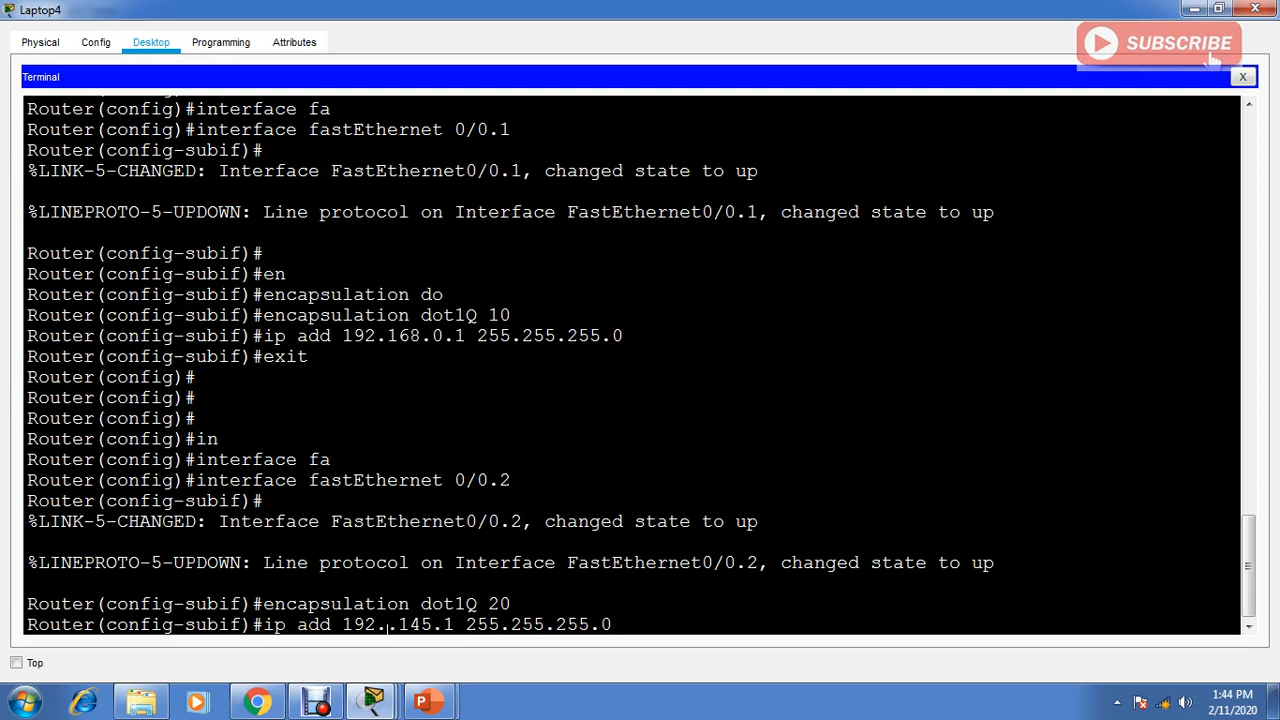 Laptop4
Physical Config Desktop Programming Attributes
SUBSCRIBE
Terminal
X
Router(config)#interface fa
Router(config)#interface fastEthernet 0/0.1
Router(config-subif)#
%LINK-5-CHANGED: Interface FastEthernet0/0.1, changed state to up
%LINEPROTO-5-UPDOWN: Line protocol on Interface FastEthernet0/0.1, changed state to up
Router(config-subif)#
Router(config-subif)#en
Router(config-subif)#encapsulation do
Router(config-subif)#encapsulation dot1Q 10
Router(config-subif)#ip add 192.168.0.1 255.255.255.0
Router(config-subif)#exit
Router(config)#
Router(config)#
Router(config)#
Router(config)#in
Router(config)#interface fa
Router(config)#interface fastEthernet 0/0.2
Router(config-subif)#
%LINK-5-CHANGED: Interface FastEthernet0/0.2, changed state to up
%LINEPROTO-5-UPDOWN: Line protocol on Interface FastEthernet0/0.2, changed state to up
Router(config-subif)#encapsulation dot1Q 20
Router(config-subif)#ip add 192..145.1 255.255.255.0
Top
1:44 PM
2/11/2020